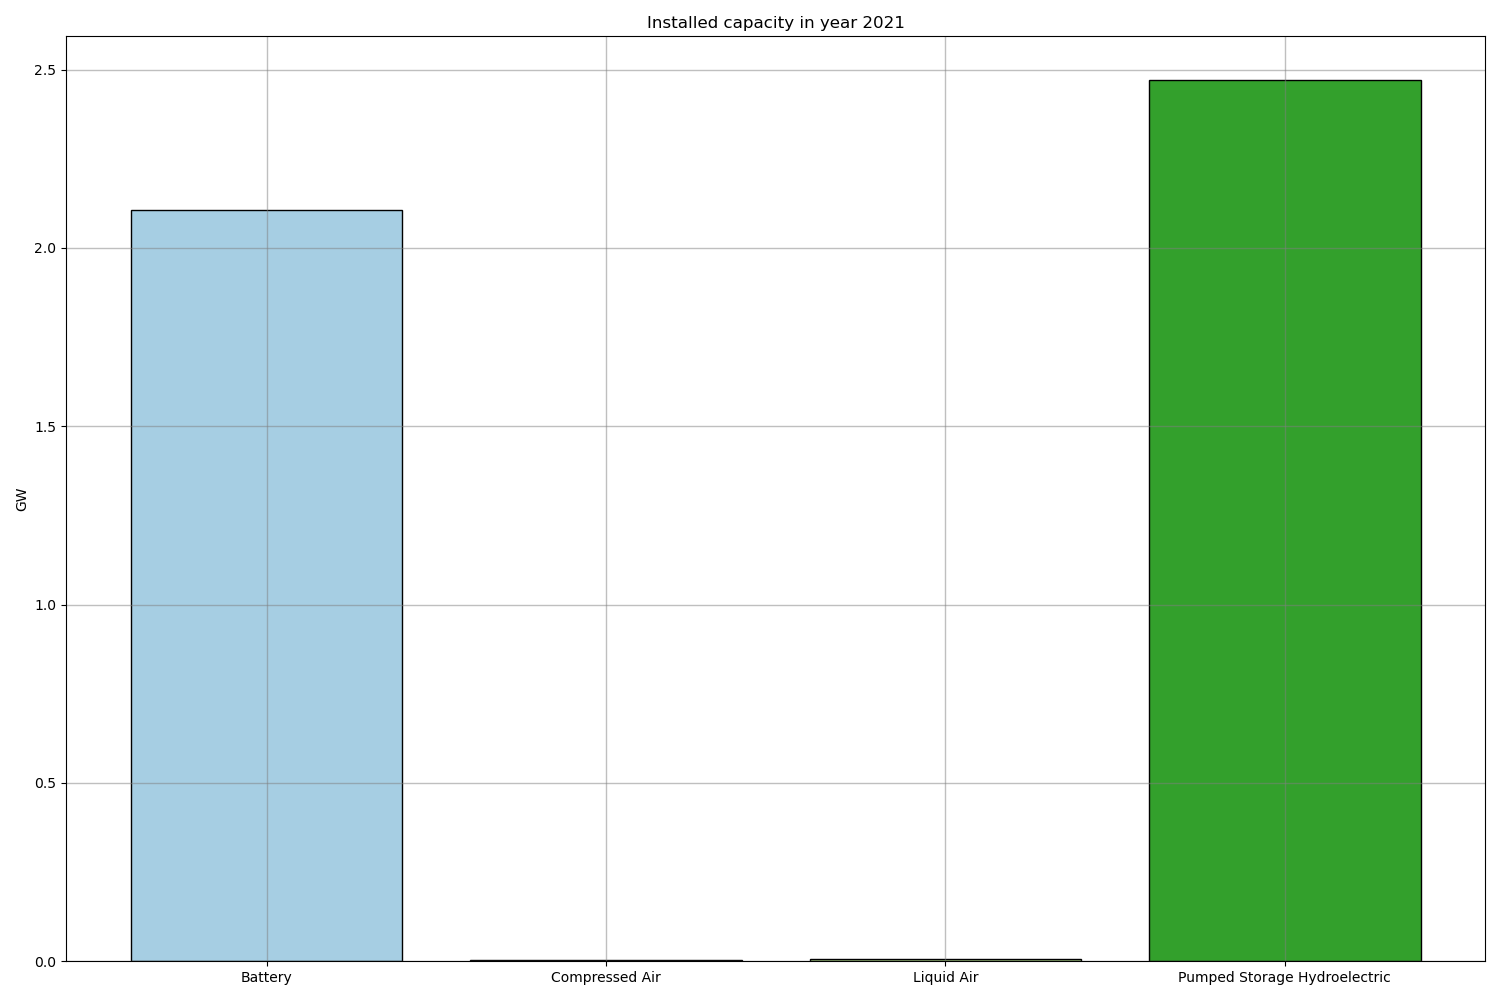 Installed capacity in year 2021
GW
2.5
2.0
1.5
1.0
0.5
0.0
Battery
Compressed Air
Liquid Air
Pumped Storage Hydroelectric